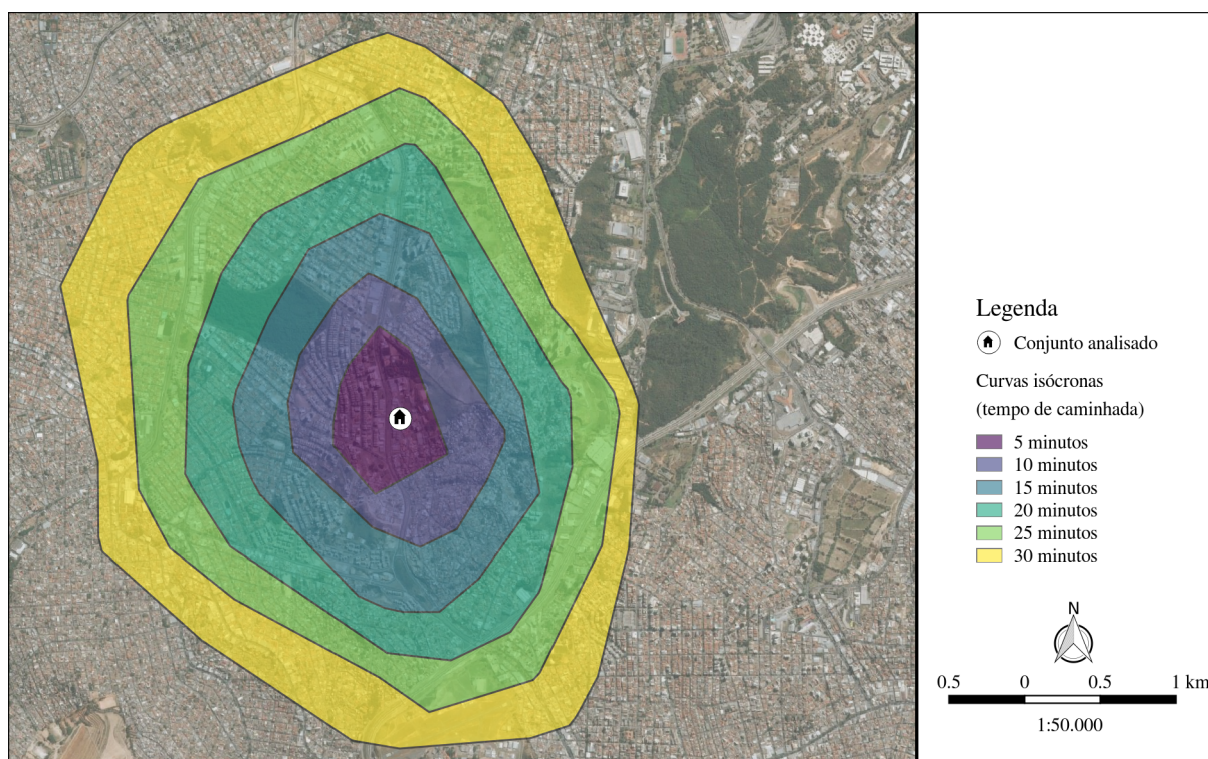 Legenda
Conjunto analisado
Curvas isócronas
(tempo de caminhada)
5 minutos
10 minutos
15 minutos
20 minutos
25 minutos
30 minutos
N
0.5 0 0.5 1 km
1:50.000